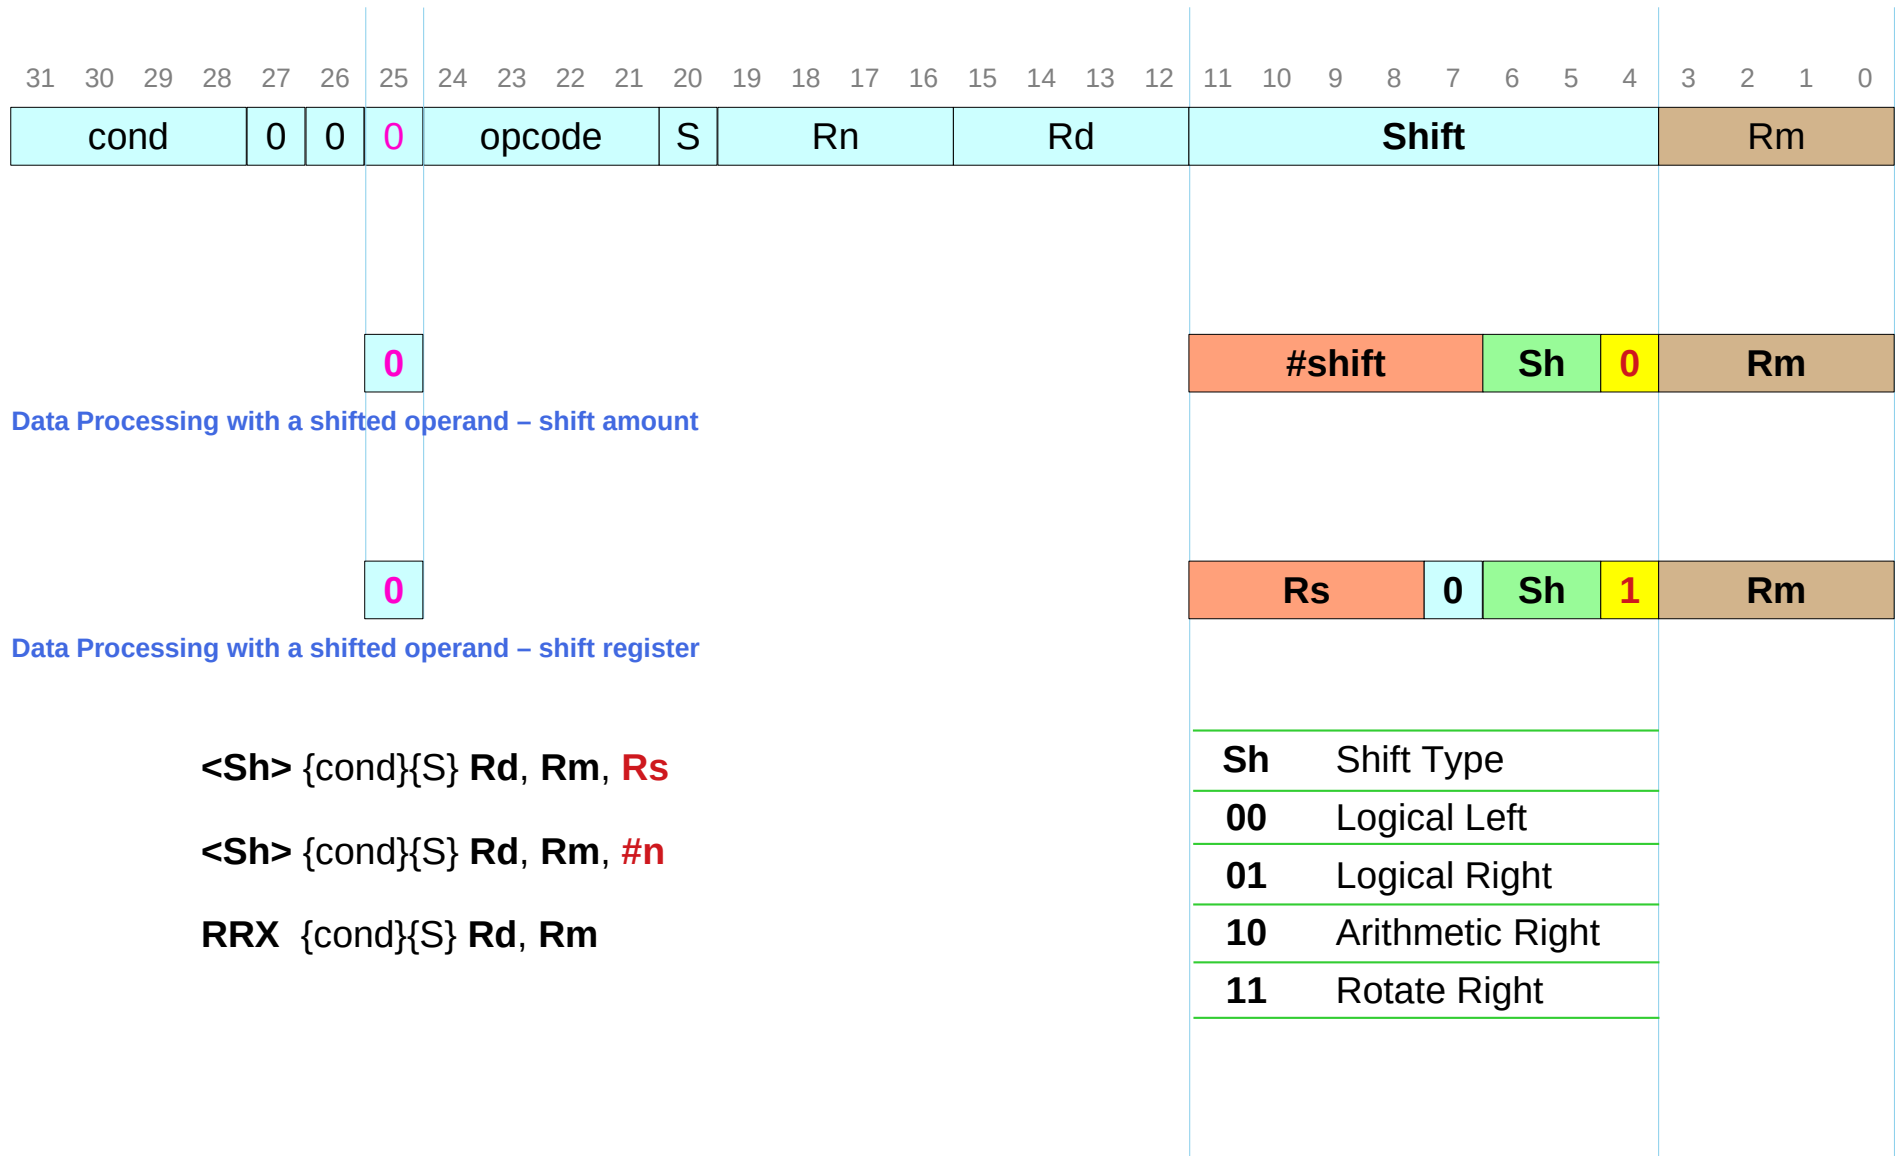 31 30 29 28 27 26 25 24 23 22 21 20 19 18 17 16 15 14 13 12 11 10 9 8 7 6 5 4 3 2 1 0
cond 0 0 0 opcode S Rn Rd Shift Rm
0 #shift Sh 0 Rm
Data Processing with a shifted operand – shift amount
0 Rs 0 Sh 1 Rm
Data Processing with a shifted operand – shift register
<Sh> {cond}{S} Rd, Rm, Rs
<Sh> {cond}{S} Rd, Rm, #n
RRX {cond}{S} Rd, Rm
Sh Shift Type
00 Logical Left
01 Logical Right
10 Arithmetic Right
11 Rotate Right